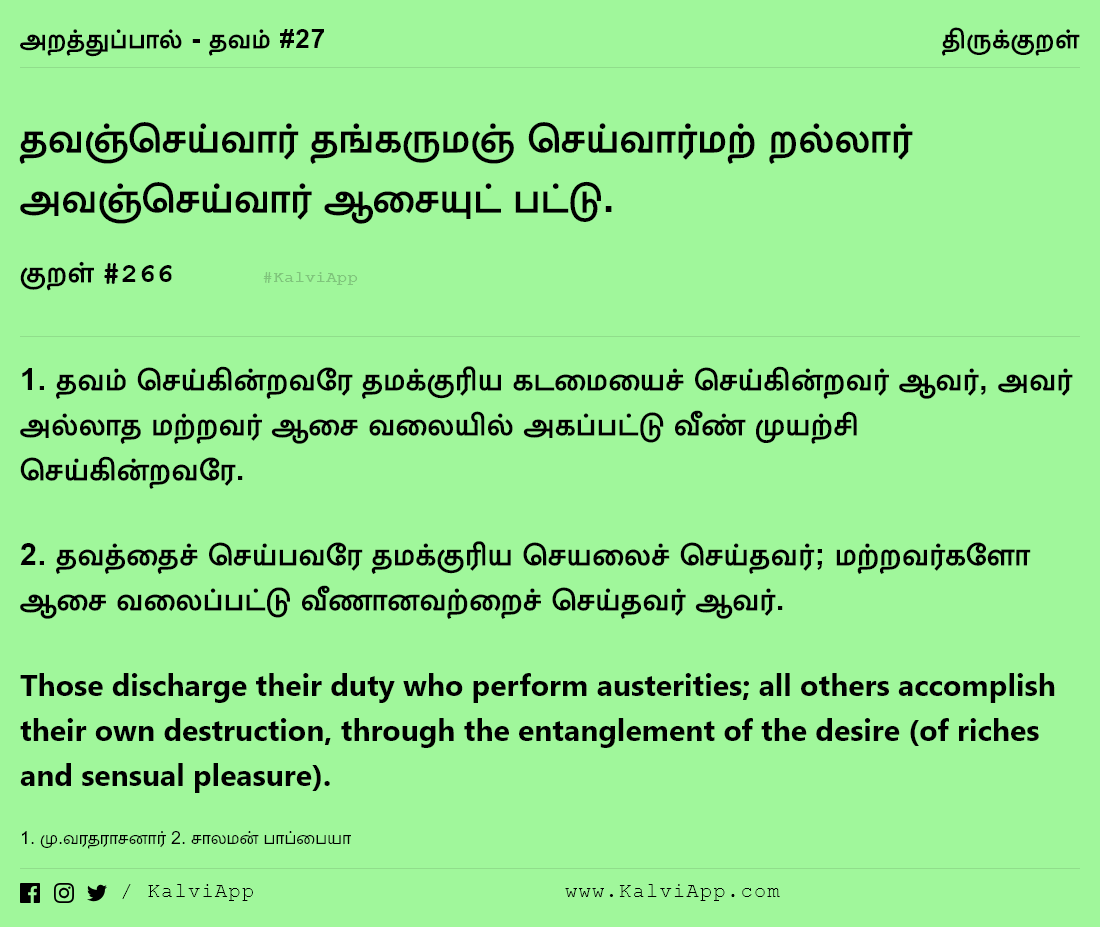 அறத்துப்பால் - தவம் #27
திருக்குறள்
தவஞ்செய்வார் தங்கருமஞ் செய்வார்மற் றல்லார்
அவஞ்செய்வார் ஆசையுட் பட்டு.
குறள் #266
#KalviApp
1. தவம் செய்கின்றவரே தமக்குரிய கடமையைச் செய்கின்றவர் ஆவர், அவர்
அல்லாத மற்றவர் ஆசை வலையில் அகப்பட்டு வீண் முயற்சி
செய்கின்றவரே.
2. தவத்தைச் செய்பவரே தமக்குரிய செயலைச் செய்தவர்; மற்றவர்களோ
ஆசை வலைப்பட்டு வீணானவற்றைச் செய்தவர் ஆவர்.
Those discharge their duty who perform austerities; all others accomplish
their own destruction, through the entanglement of the desire (of riches
and sensual pleasure).
1. மு.வரதராசனார் 2. சாலமன் பாப்பையா
/ KalviApp
www.KalviApp.com